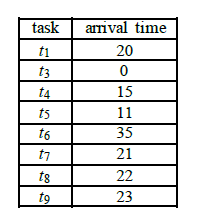 task arrival time
t1 20
t3 0
t4 15
t5 11
t6 35
t7 21
t8 22
t9 23